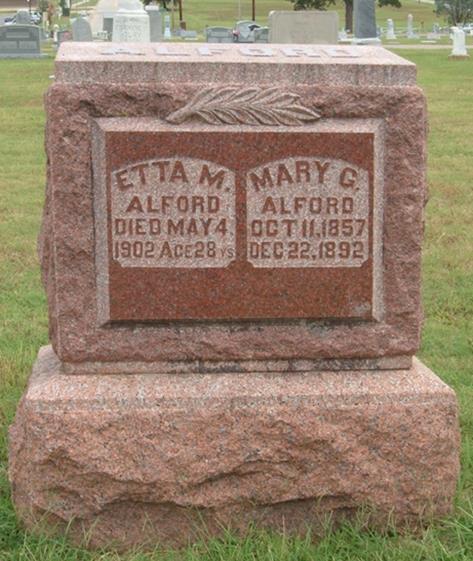 ALFORD
ETTA M.
ALFORD
DIED MAY 4
1902 AGE 28 YS
MARY G.
ALFORD
OCT 11, 1857
DEC. 22, 1892